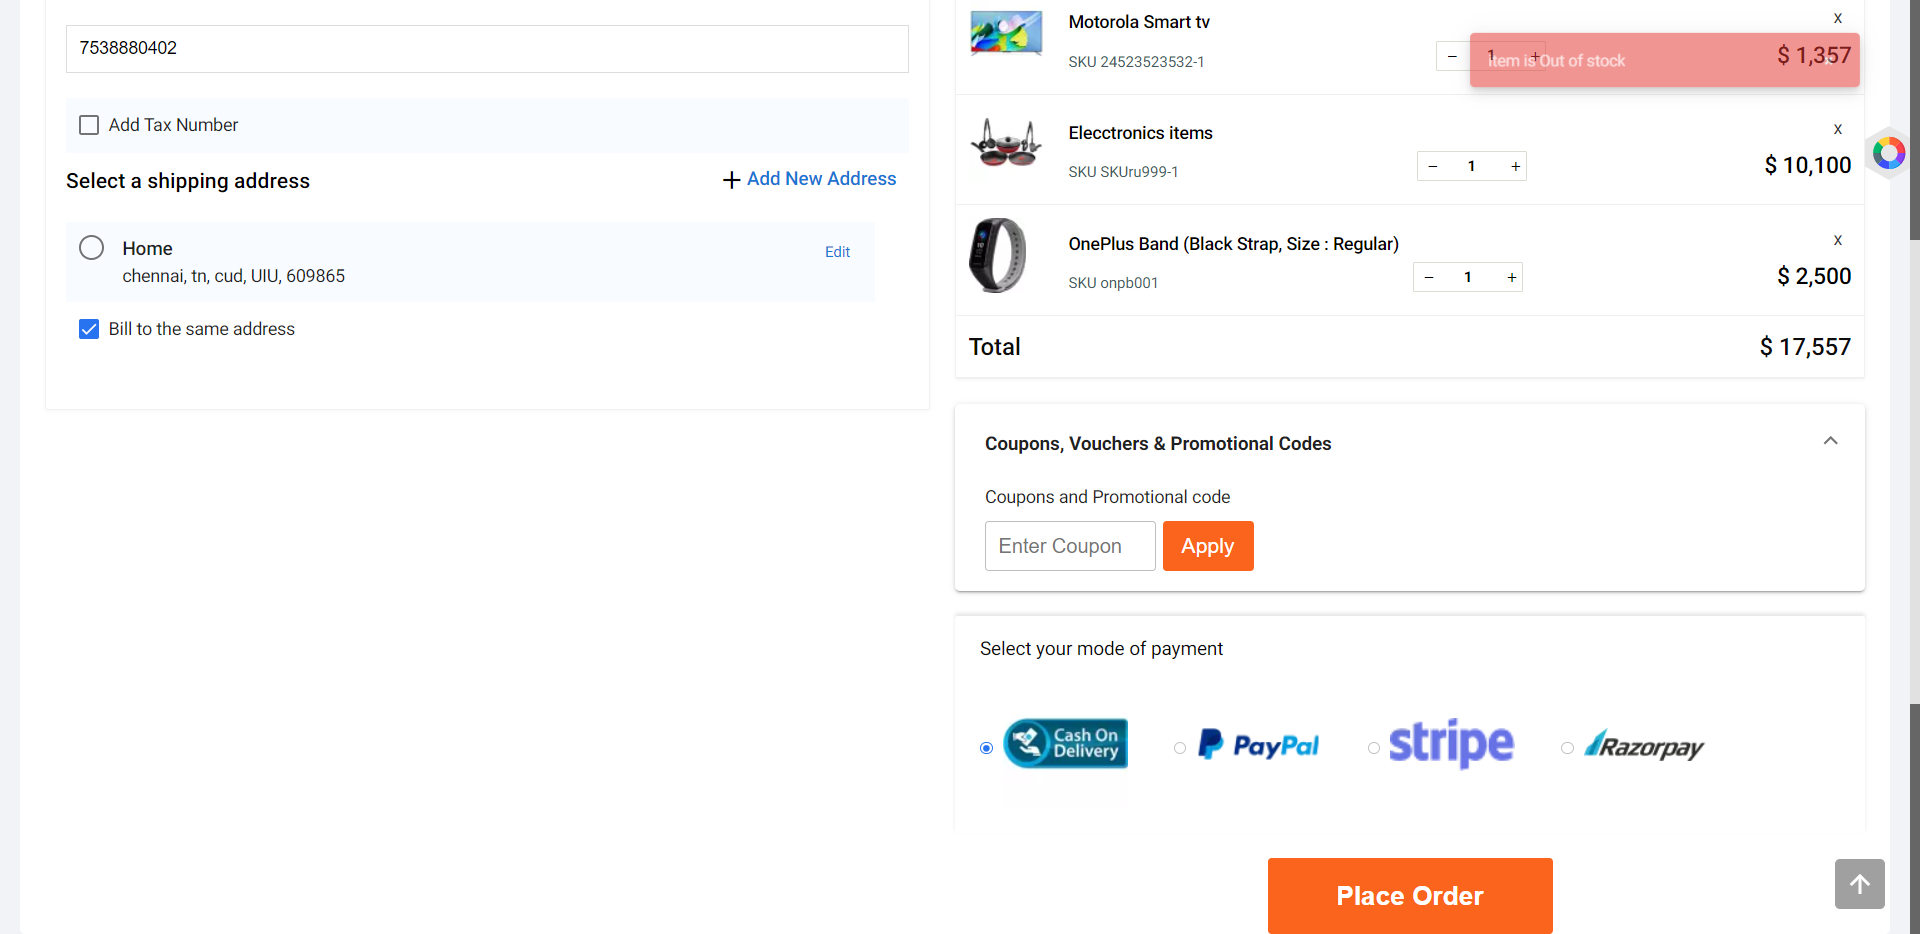 7538880402
Add Tax Number
Select a shipping address
Add New Address
Home
Edit
chennai, tn, cud, UIU, 609865
Bill to the same address
Motorola Smart tv
x
SKU 24523523532-1
− 1 +
Item is Out of stock
$ 1,357
Elecctronics items
x
SKU SKUru999-1
− 1 +
$ 10,100
OnePlus Band (Black Strap, Size : Regular)
x
SKU onpb001
− 1 +
$ 2,500
Total
$ 17,557
Coupons, Vouchers & Promotional Codes
Coupons and Promotional code
Enter Coupon
Apply
Select your mode of payment
Cash On
Delivery
PayPal
stripe
Razorpay
Place Order